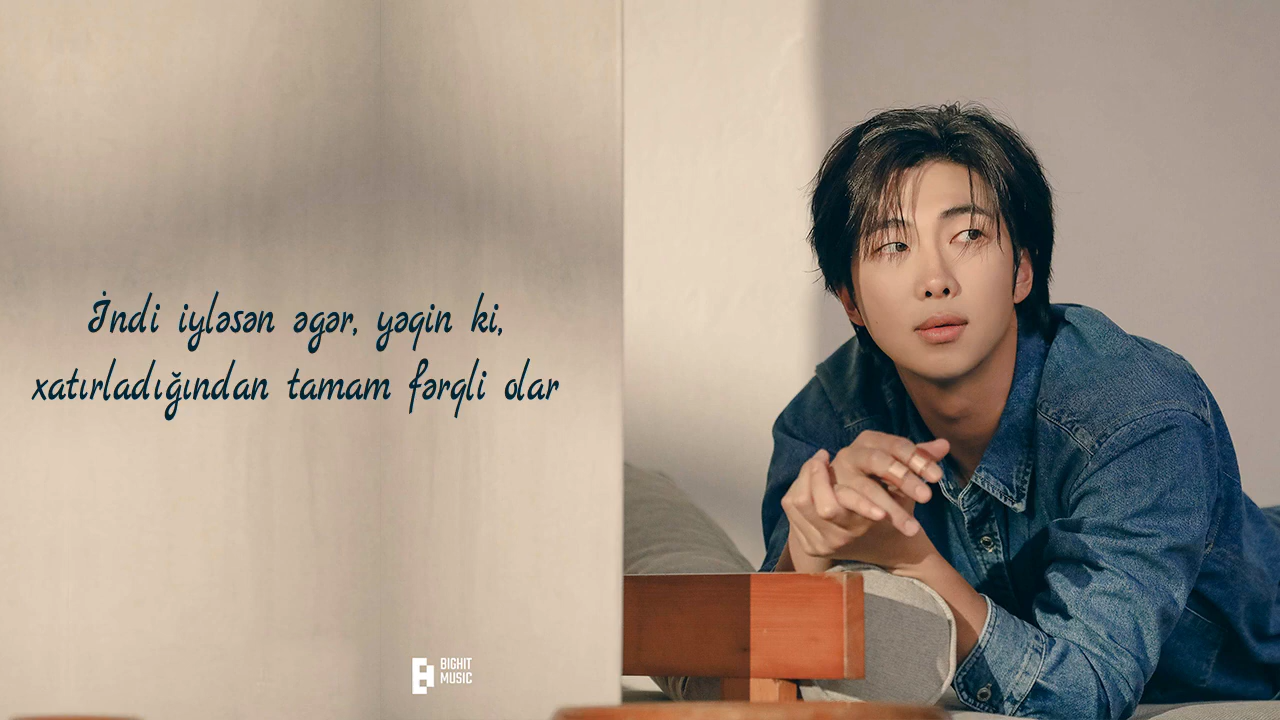 İndi iyləsən əgər, yəqin ki,
xatırladığından tamam fərqli olar
BIGHIT
MUSIC